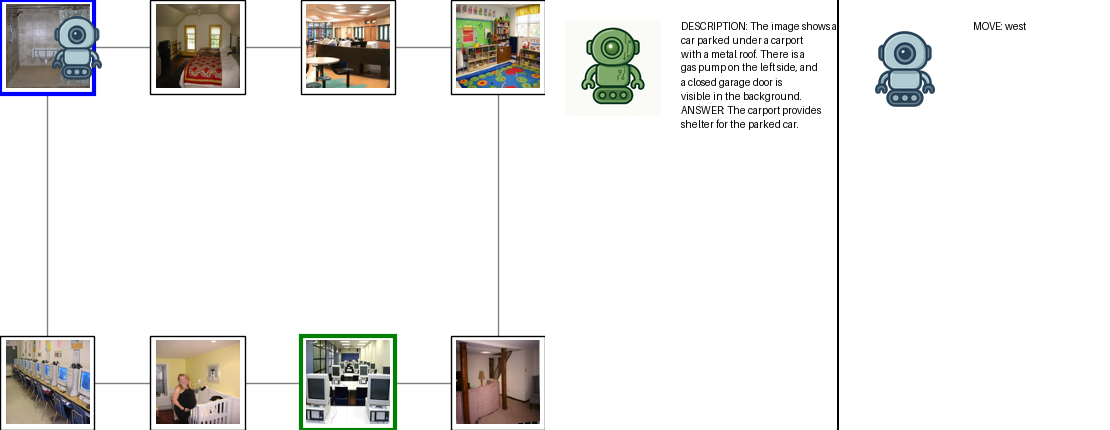 DESCRIPTION: The image shows a
car parked under a carport
with a metal roof. There is a
gas pump on the left side, and
a closed garage door is
visible in the background.
ANSWER: The carport provides
shelter for the parked car.
MOVE: west